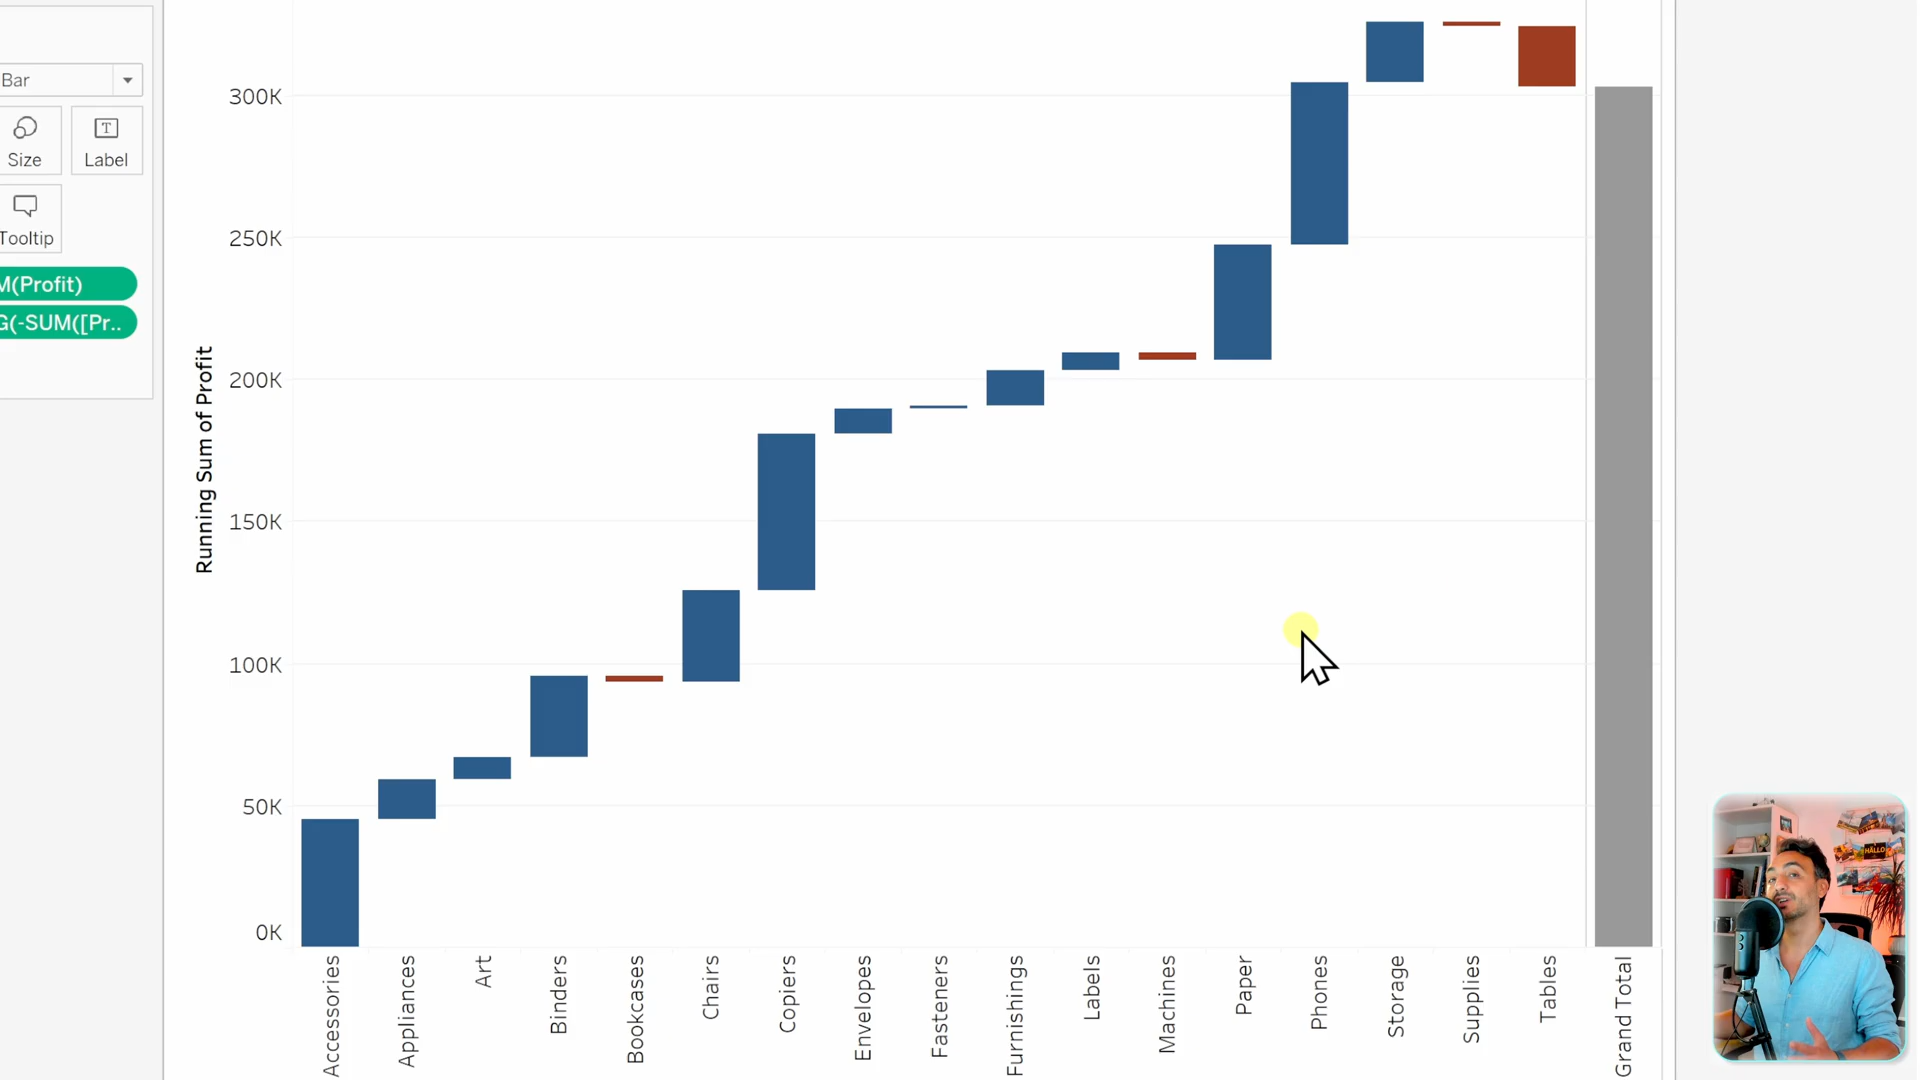 Bar
Size
Label
Tooltip
M(Profit)
G(-SUM([Pr..
Running Sum of Profit
300K
250K
200K
150K
100K
50K
0K
Accessories
Appliances
Art
Binders
Bookcases
Chairs
Copiers
Envelopes
Fasteners
Furnishings
Labels
Machines
Paper
Phones
Storage
Supplies
Tables
Grand Total
HALLO